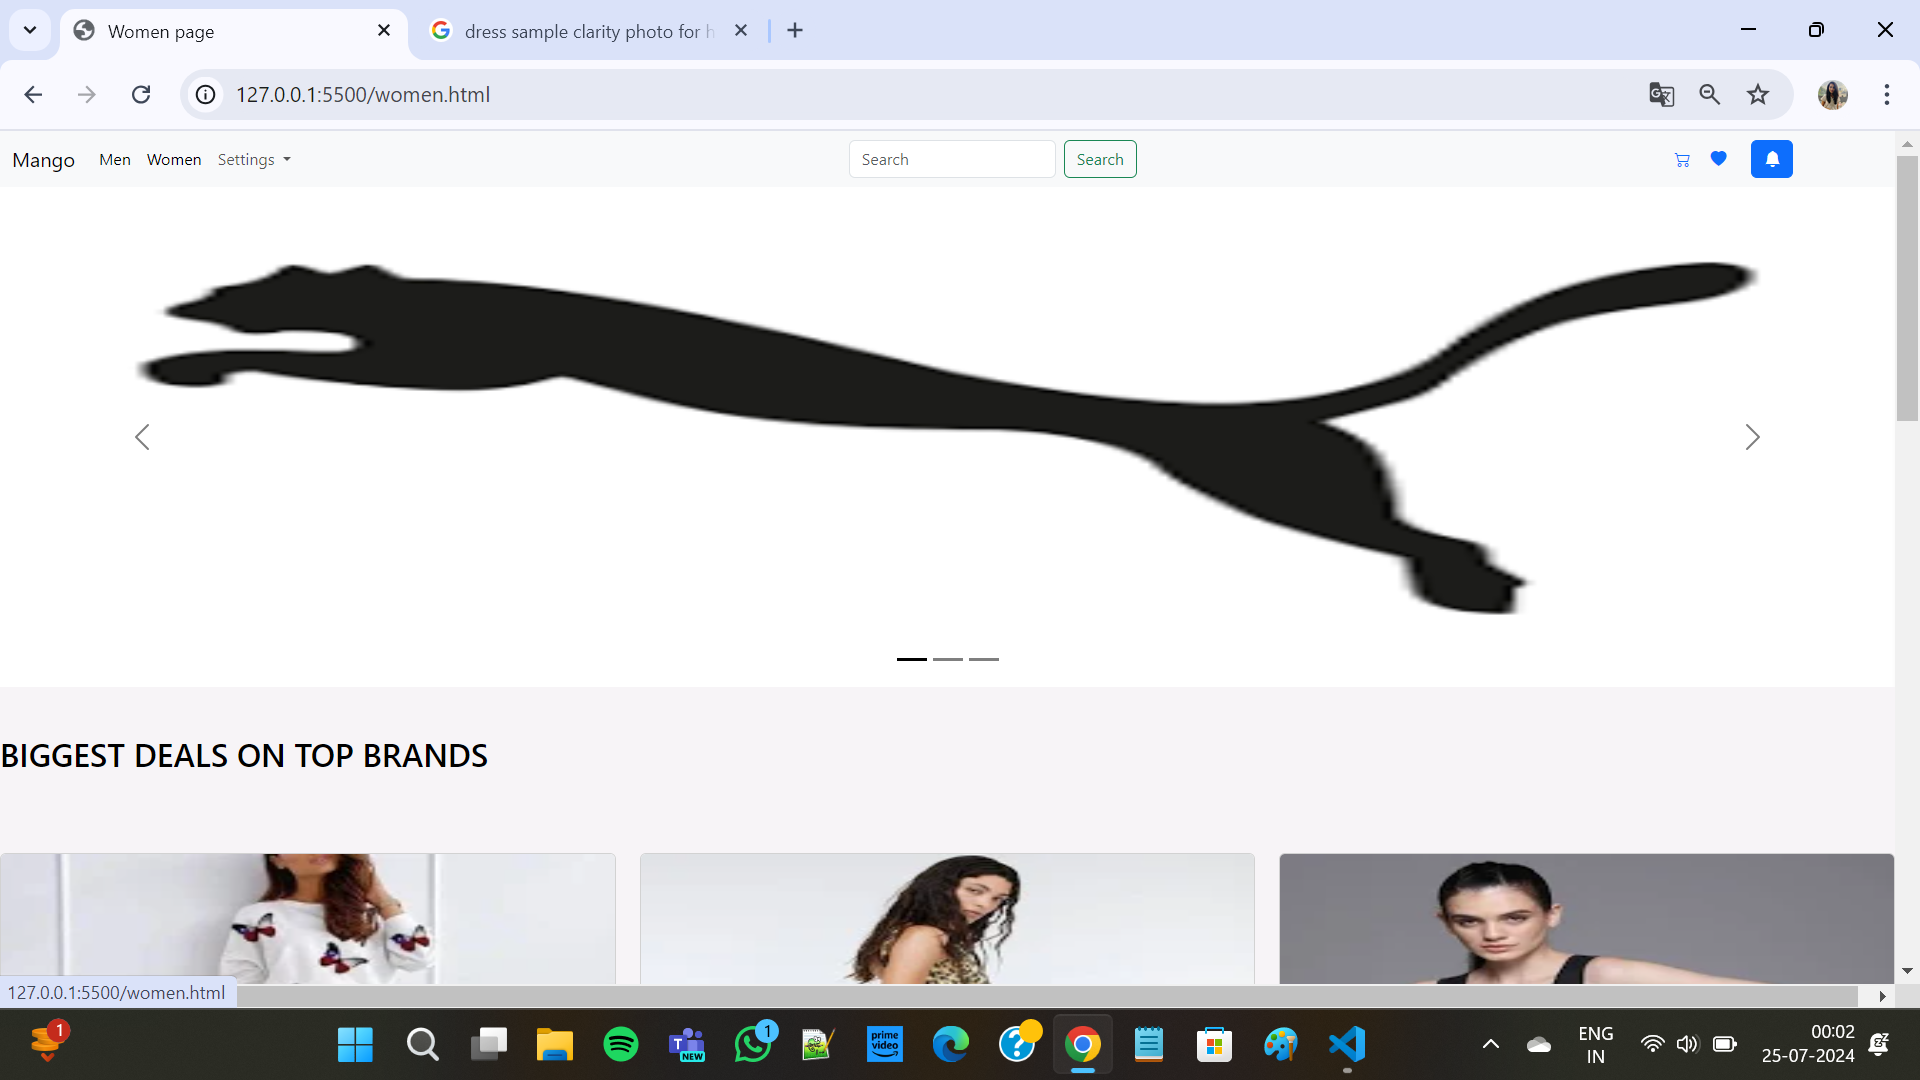 Women page
dress sample clarity photo for h
127.0.0.1:5500/women.html
Mango Men Women Settings Search Search
BIGGEST DEALS ON TOP BRANDS
127.0.0.1:5500/women.html
1
NEW
1
prime video
ENG
IN
00:02
25-07-2024